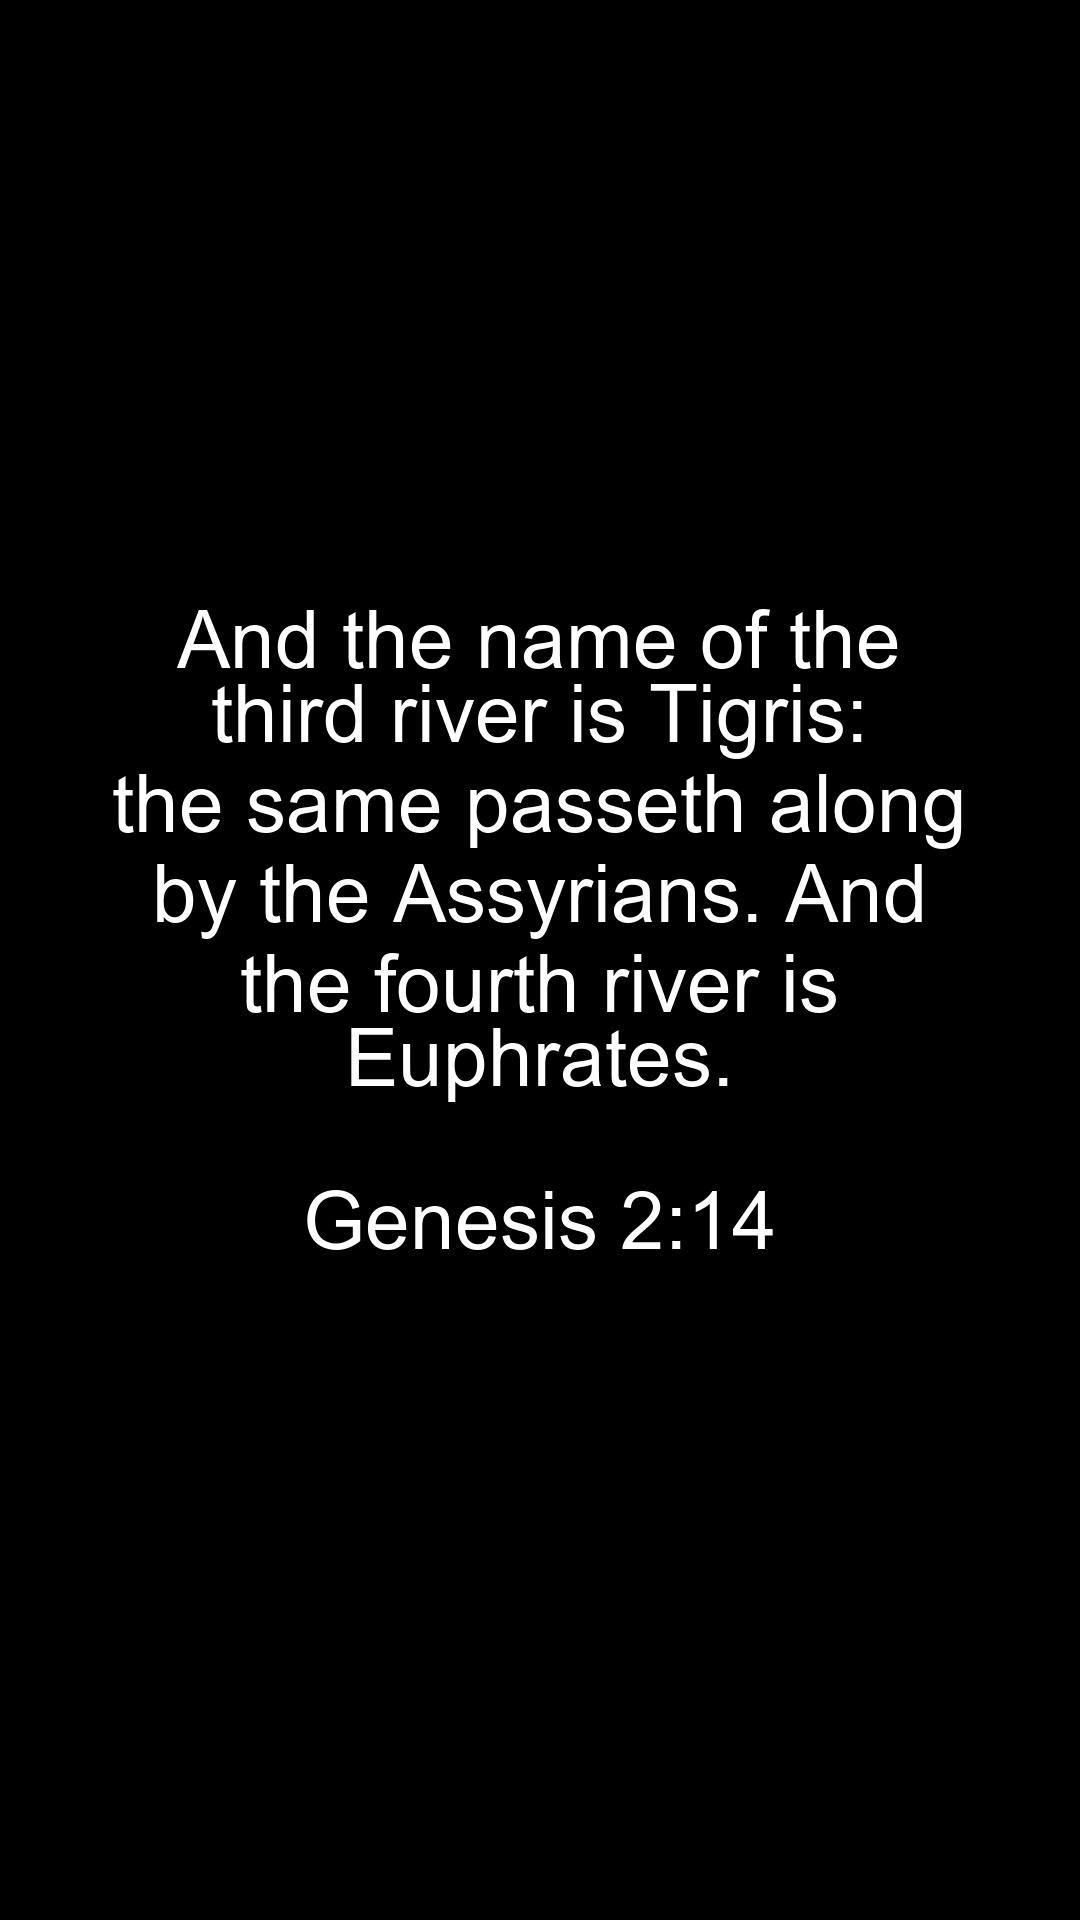 And the name of the
third river is Tigris:
the same passeth along
by the Assyrians. And
the fourth river is
Euphrates.
Genesis 2:14